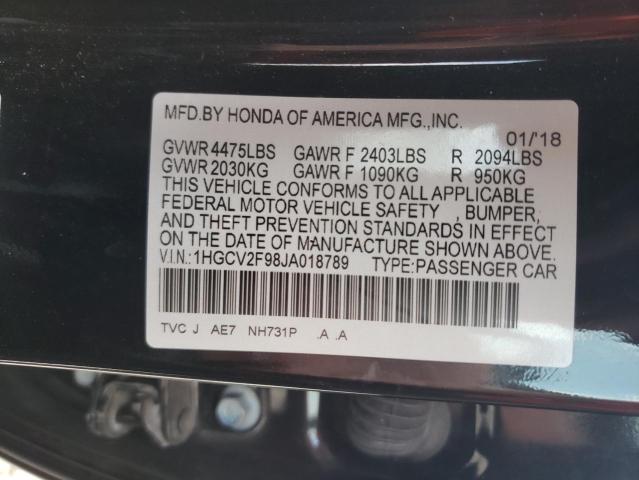 MFD.BY HONDA OF AMERICA MFG.,INC.
01/'18
GVWR 4475LBS GAWR F 2403LBS R 2094LBS
GVWR 2030KG GAWR F 1090KG R 950KG
THIS VEHICLE CONFORMS TO ALL APPLICABLE
FEDERAL MOTOR VEHICLE SAFETY , BUMPER,
AND THEFT PREVENTION STANDARDS IN EFFECT
ON THE DATE OF MANUFACTURE SHOWN ABOVE.
V.I.N.:1HGCV2F98JA018789 TYPE:PASSENGER CAR
TVC J AE7 NH731P .A .A